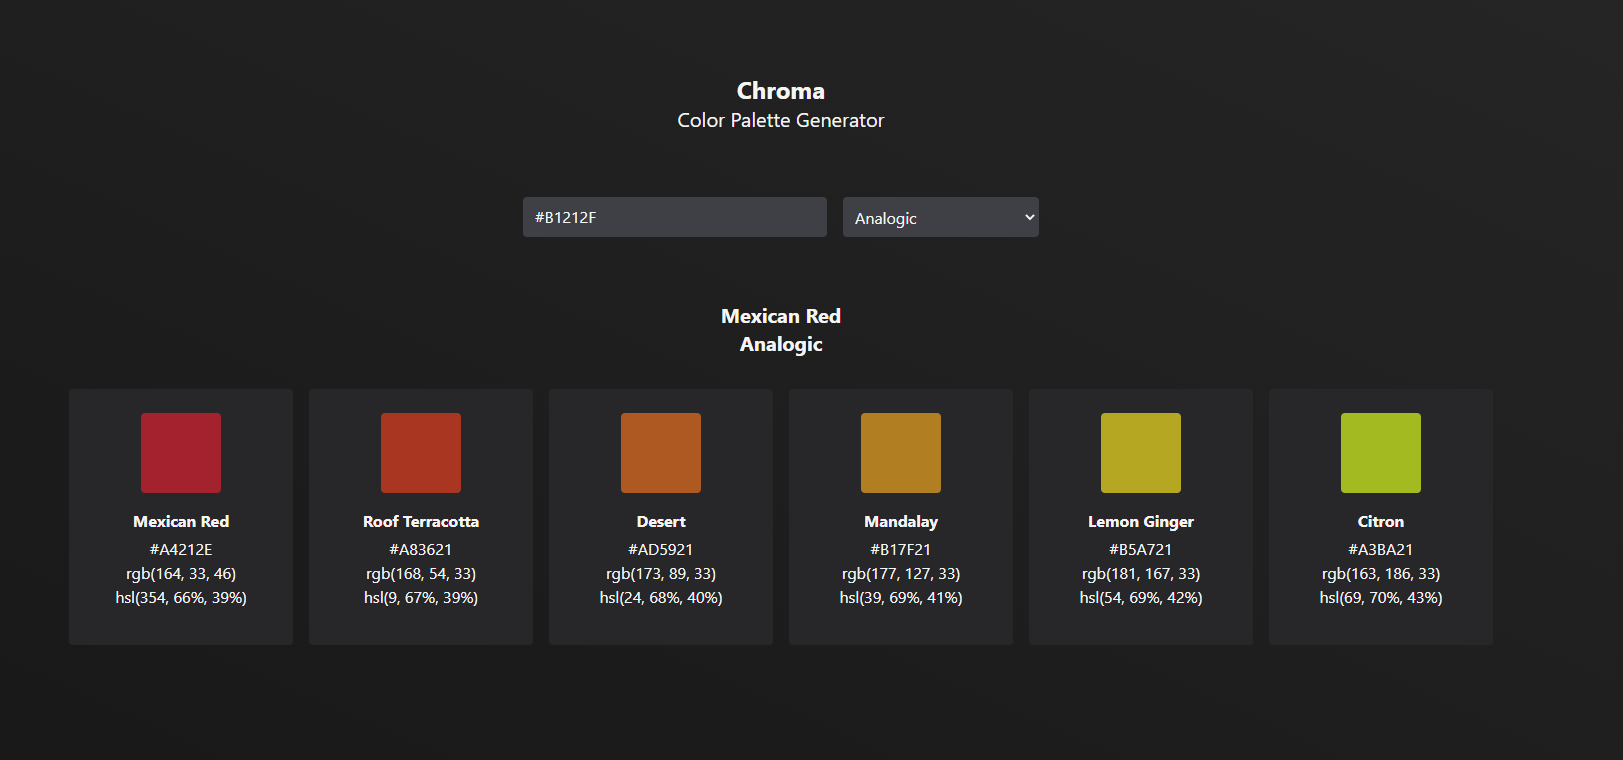 Chroma
Color Palette Generator
#B1212F
Analogic
Mexican Red
Analogic
Mexican Red
#A4212E
rgb(164, 33, 46)
hsl(354, 66%, 39%)
Roof Terracotta
#A83621
rgb(168, 54, 33)
hsl(9, 67%, 39%)
Desert
#AD5921
rgb(173, 89, 33)
hsl(24, 68%, 40%)
Mandalay
#B17F21
rgb(177, 127, 33)
hsl(39, 69%, 41%)
Lemon Ginger
#B5A721
rgb(181, 167, 33)
hsl(54, 69%, 42%)
Citron
#A3BA21
rgb(163, 186, 33)
hsl(69, 70%, 43%)